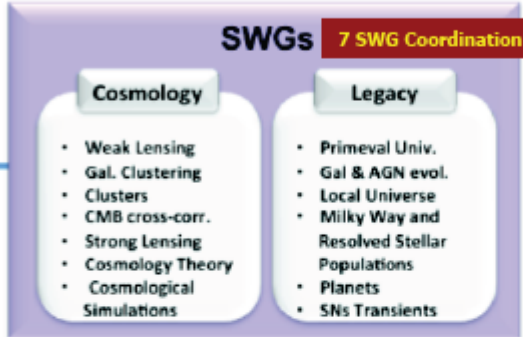 SWGs 7 SWG Coordination
Cosmology
• Weak Lensing
• Gal. Clustering
• Clusters
• CMB cross-corr.
• Strong Lensing
• Cosmology Theory
• Cosmological
Simulations
Legacy
• Primeval Univ.
• Gal & AGN evol.
• Local Universe
• Milky Way and
Resolved Stellar
Populations
• Planets
• SNs Transients